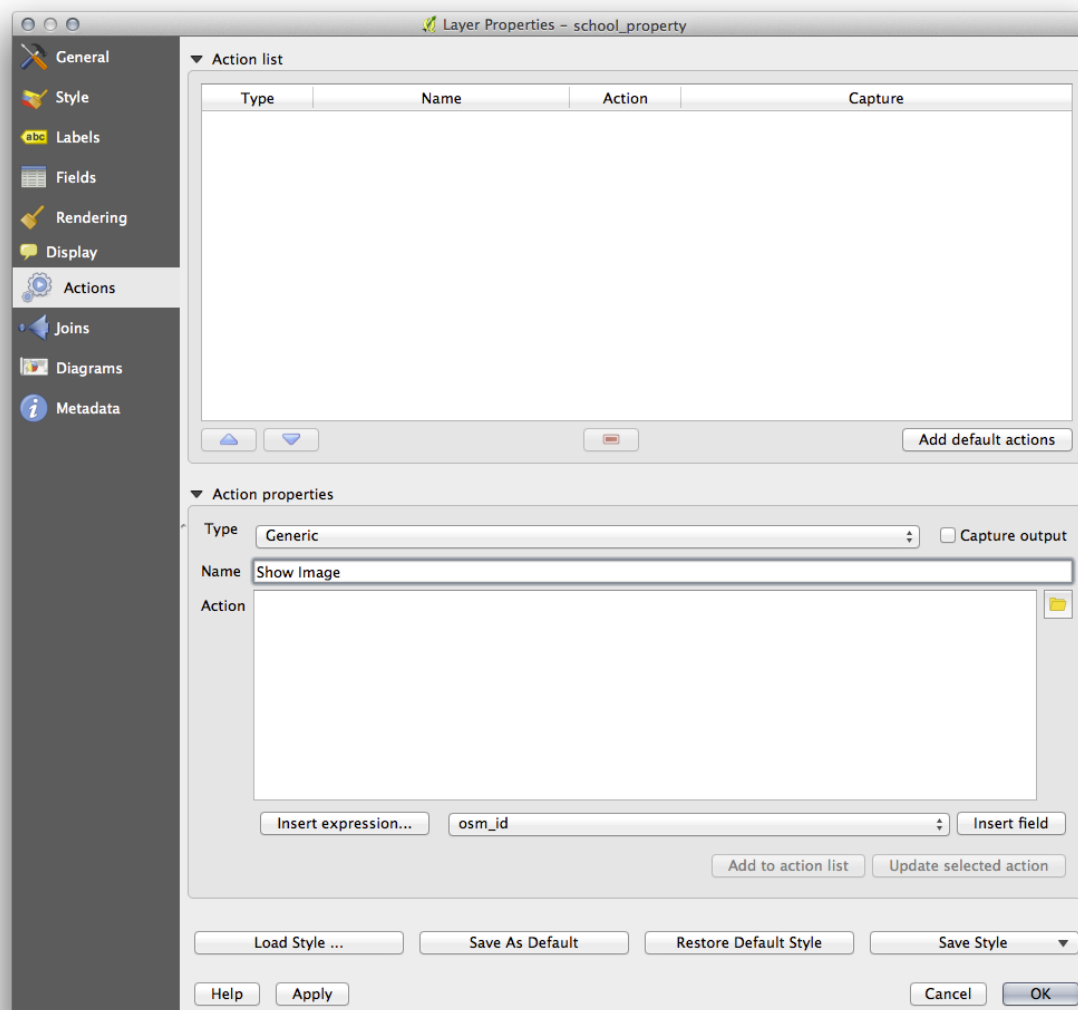 Layer Properties – school_property
General
Style
abc Labels
Fields
Rendering
Display
Actions
Joins
Diagrams
i Metadata
Action list
Type Name Action Capture
Add default actions
Action properties
Type Generic Capture output
Name Show Image
Action
Insert expression... osm_id Insert field
Add to action list Update selected action
Load Style ... Save As Default Restore Default Style Save Style
Help Apply Cancel OK